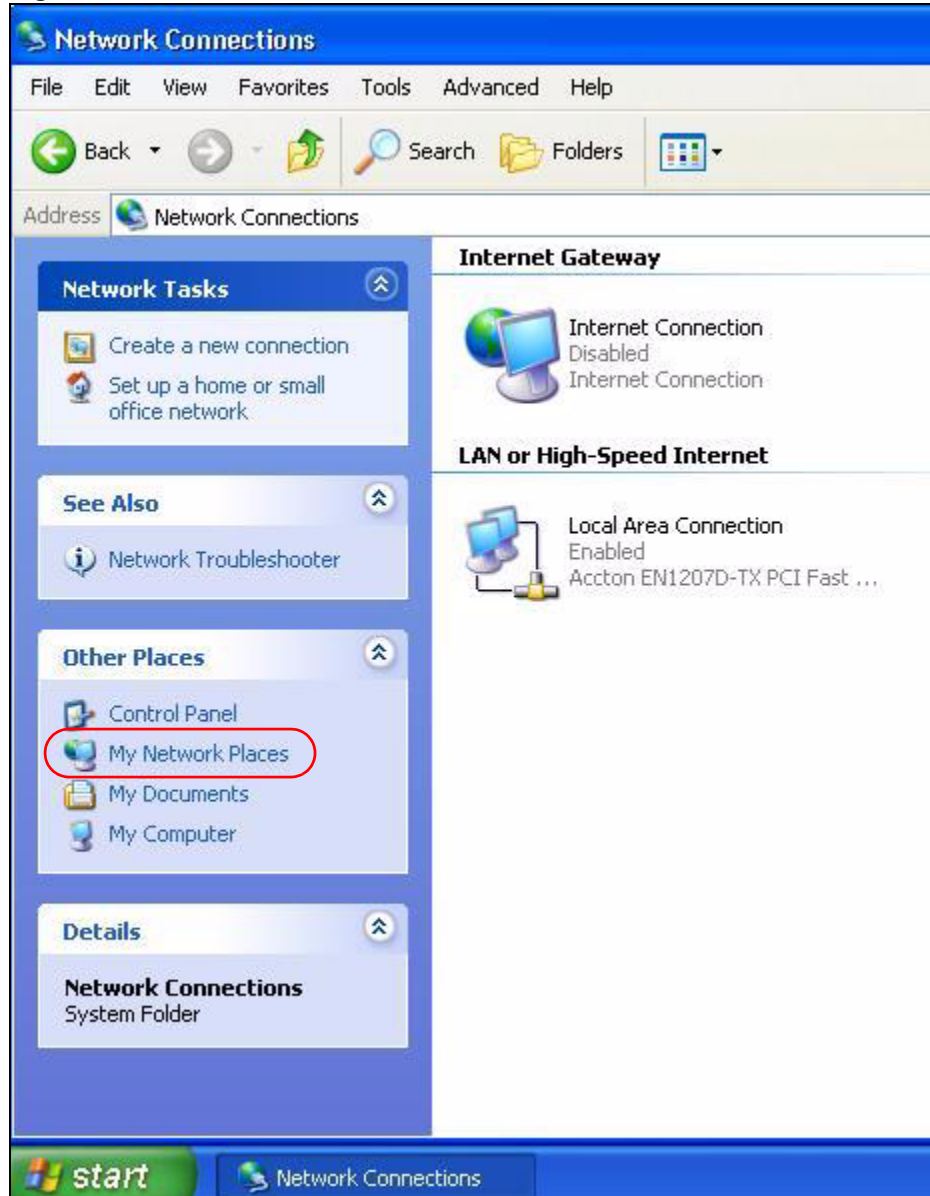 Network Connections
File Edit View Favorites Tools Advanced Help
Back Search Folders
Address Network Connections
Network Tasks
Create a new connection
Set up a home or small
office network
See Also
Network Troubleshooter
Other Places
Control Panel
My Network Places
My Documents
My Computer
Details
Network Connections
System Folder
Internet Gateway
Internet Connection
Disabled
Internet Connection
LAN or High-Speed Internet
Local Area Connection
Enabled
Accton EN1207D-TX PCI Fast ...
start Network Connections